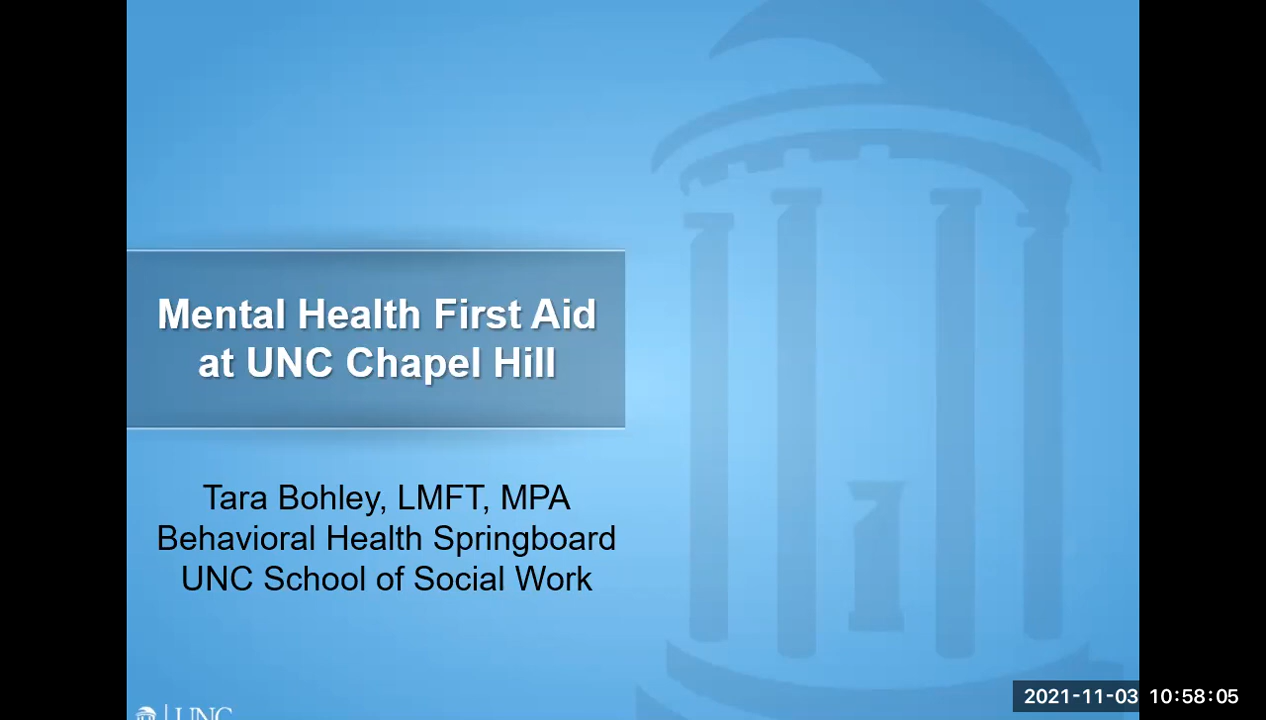 Mental Health First Aid
at UNC Chapel Hill
Tara Bohley, LMFT, MPA
Behavioral Health Springboard
UNC School of Social Work
UNC
2021-11-03 10:58:05